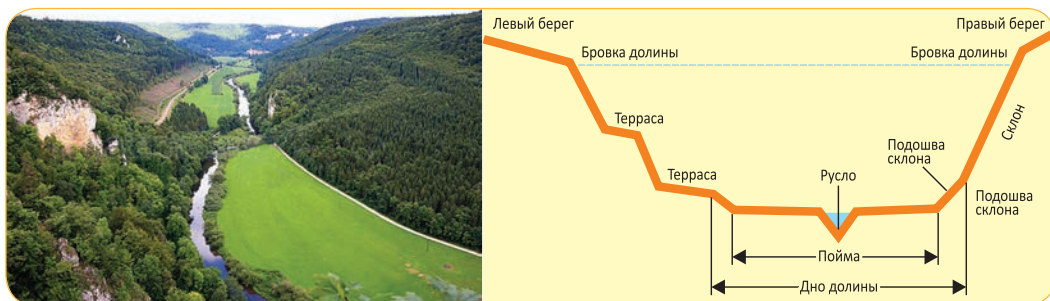 Левый берег
Правый берег
Бровка долины
Бровка долины
Терраса
Склон
Подошва
склона
Терраса
Русло
Подошва
склона
Пойма
Дно долины